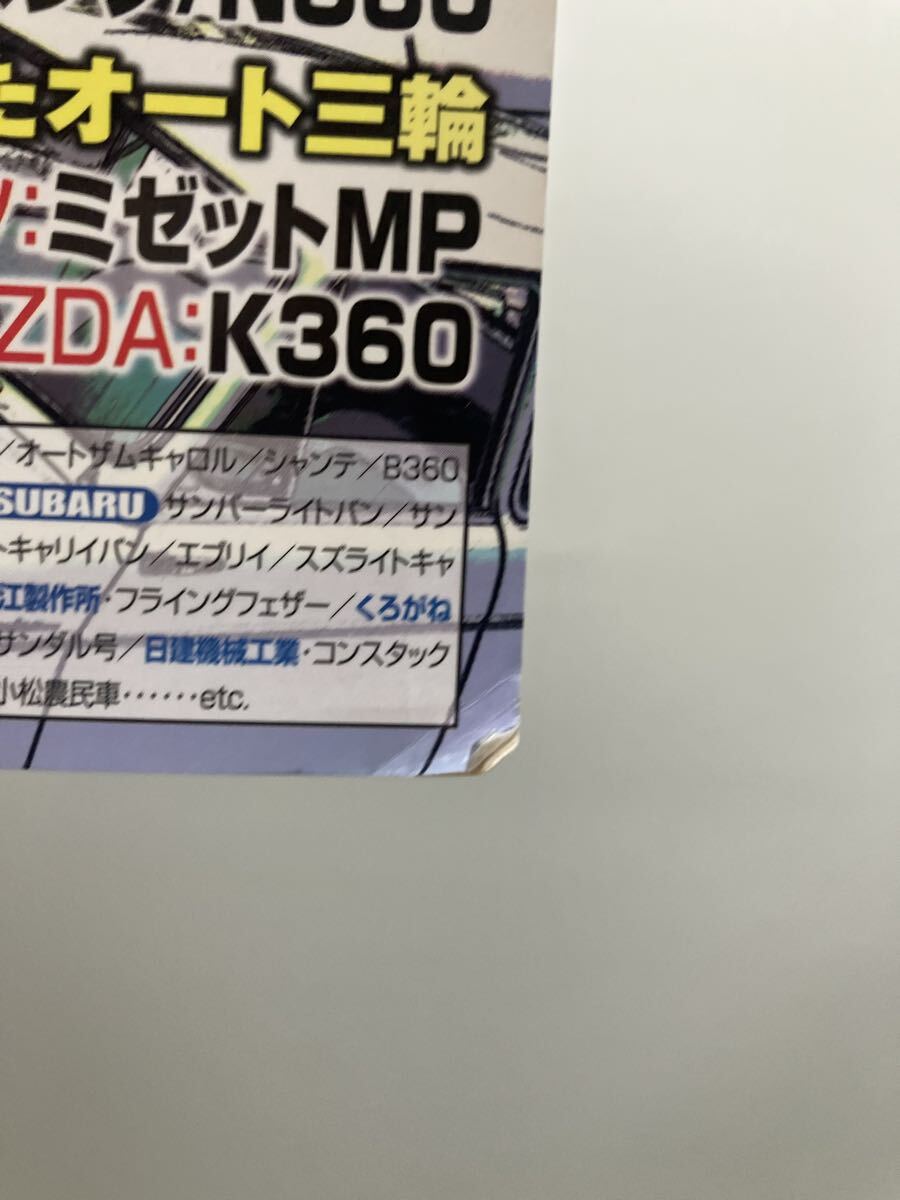 /N360
たオート三輪
:ミゼットMP
ZDA:K360
/オートザムキャロル/シャンテ/B360
SUBARU サンバーライトバン/サン
トキャリイバン/エブリイ/スズライトキャ
江製作所・フライングフェザー/くろがね
サンダル号/日建機械工業・コンスタック
小松農民車……etc.